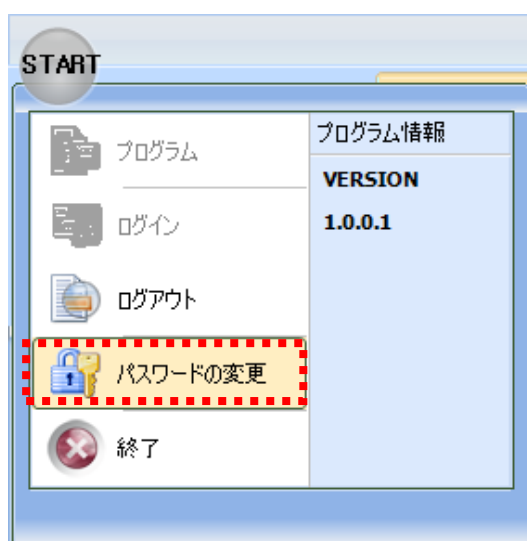 START
プログラム
ログイン
ログアウト
パスワードの変更
終了
プログラム情報
VERSION
1.0.0.1